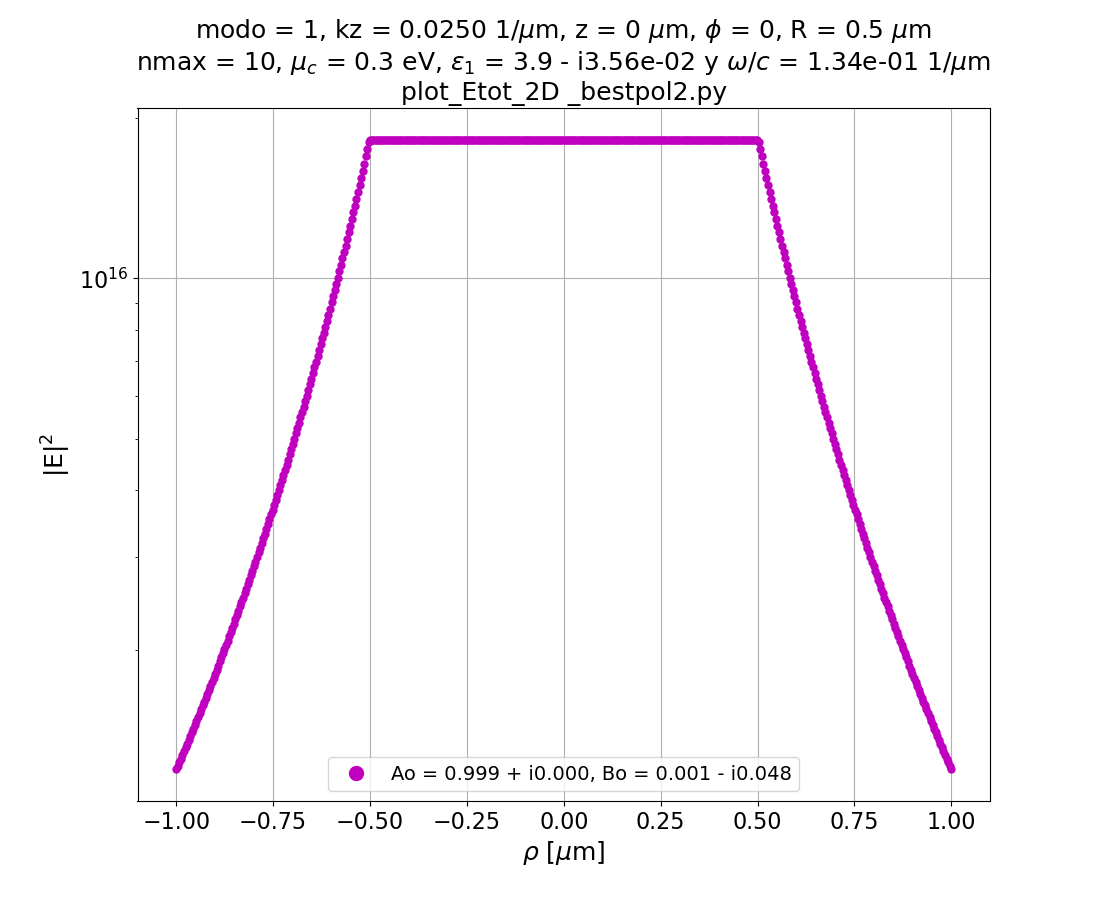 modo = 1, kz = 0.0250 1/μm, z = 0 μm, ϕ = 0, R = 0.5 μm
nmax = 10, μc = 0.3 eV, ε1 = 3.9 - i3.56e-02 y ω/c = 1.34e-01 1/μm
plot_Etot_2D _bestpol2.py
10^16
|E|^2
Ao = 0.999 + i0.000, Bo = 0.001 - i0.048
−1.00 −0.75 −0.50 −0.25 0.00 0.25 0.50 0.75 1.00
ρ [μm]